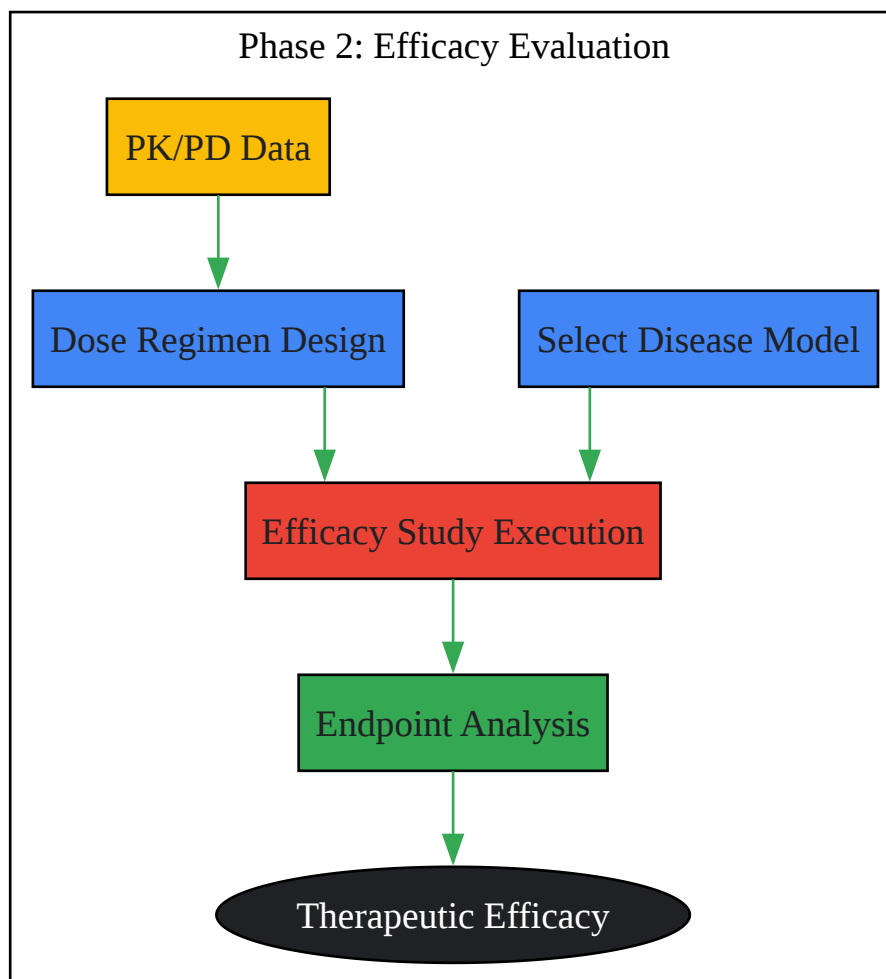 Phase 2: Efficacy Evaluation
PK/PD Data
Dose Regimen Design
Select Disease Model
Efficacy Study Execution
Endpoint Analysis
Therapeutic Efficacy